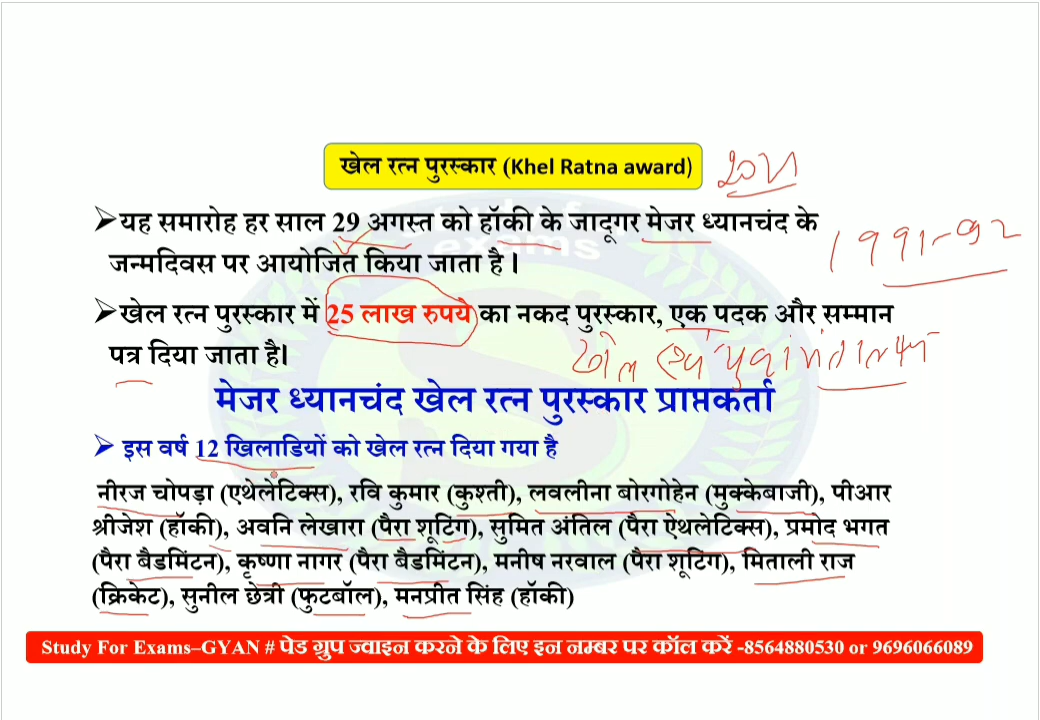 खेल रत्न पुरस्कार (Khel Ratna award)
2021
➢यह समारोह हर साल 29 अगस्त को हॉकी के जादूगर मेजर ध्यानचंद के
जन्मदिवस पर आयोजित किया जाता है ।
1991-92
➢खेल रत्न पुरस्कार में 25 लाख रुपये का नकद पुरस्कार, एक पदक और सम्मान
पत्र दिया जाता है।
खेल एवं युवा मंत्रालय
मेजर ध्यानचंद खेल रत्न पुरस्कार प्राप्तकर्ता
➢ इस वर्ष 12 खिलाडियों को खेल रत्न दिया गया है
नीरज चोपड़ा (एथेलेटिक्स), रवि कुमार (कुश्ती), लवलीना बोरगोहेन (मुक्केबाजी), पीआर
श्रीजेश (हॉकी), अवनि लेखारा (पैरा शूटिंग), सुमित अंतिल (पैरा ऐथलेटिक्स), प्रमोद भगत
(पैरा बैडमिंटन), कृष्णा नागर (पैरा बैडमिंटन), मनीष नरवाल (पैरा शूटिंग), मिताली राज
(क्रिकेट), सुनील छेत्री (फुटबॉल), मनप्रीत सिंह (हॉकी)
Study For Exams–GYAN # पेड ग्रुप ज्वाइन करने के लिए इन नम्बर पर कॉल करें -8564880530 or 9696066089